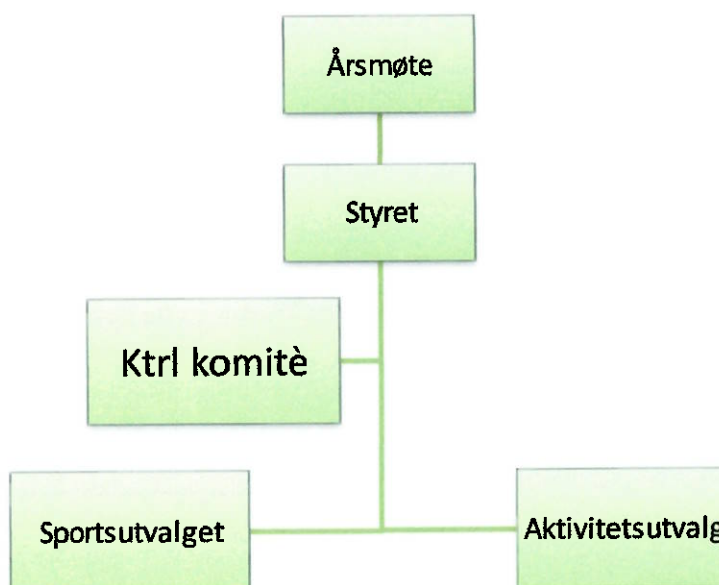 Årsmøte
Styret
Ktrl komitè
Sportsutvalget
Aktivitetsutvalg